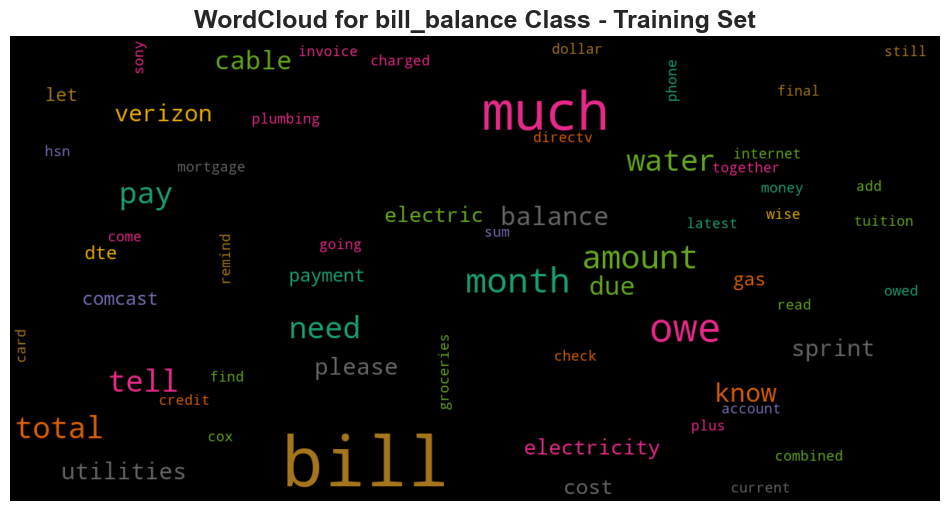 WordCloud for bill_balance Class - Training Set
sony
cable
invoice
charged
dollar
still
let
verizon
plumbing
much
phone
final
directv
hsn
mortgage
water
internet
together
pay
money
add
electric
balance
latest
wise
tuition
come
dte
remind
going
sum
amount
comcast
payment
month
due
gas
owed
read
need
owe
card
please
groceries
check
sprint
tell
find
credit
know
account
total
cox
plus
utilities
bill
electricity
combined
cost
current